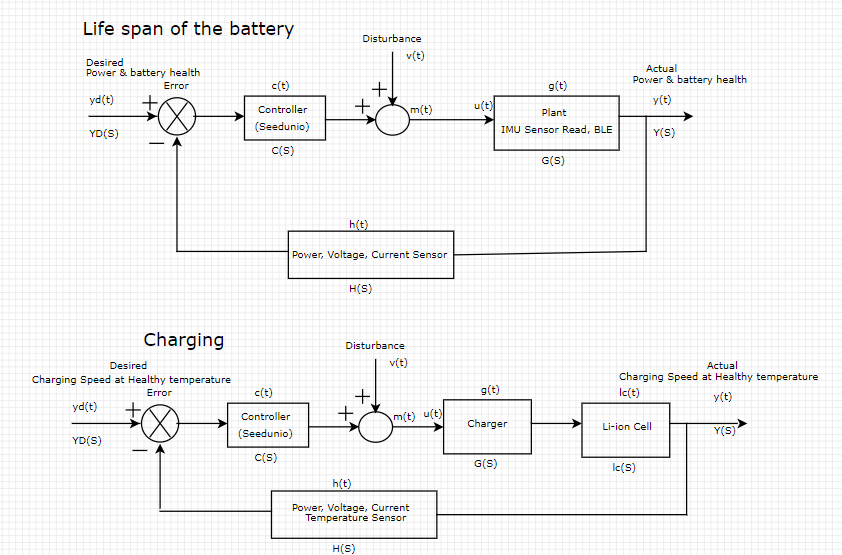 Life span of the battery
Disturbance
v(t)
Desired
Power & battery health
Error
yd(t)
+
YD(S)
−
c(t)
Controller
(Seedunio)
C(S)
+
+
m(t)
u(t)
g(t)
Plant
IMU Sensor Read, BLE
G(S)
Actual
Power & battery health
y(t)
Y(S)
h(t)
Power, Voltage, Current Sensor
H(S)
Charging
Disturbance
v(t)
Desired
Charging Speed at Healthy temperature
Error
yd(t)
+
YD(S)
−
c(t)
Controller
(Seedunio)
C(S)
+
+
m(t)
u(t)
g(t)
Charger
G(S)
Actual
Charging Speed at Healthy temperature
lc(t)
Li-ion Cell
lc(S)
y(t)
Y(S)
h(t)
Power, Voltage, Current
Temperature Sensor
H(S)